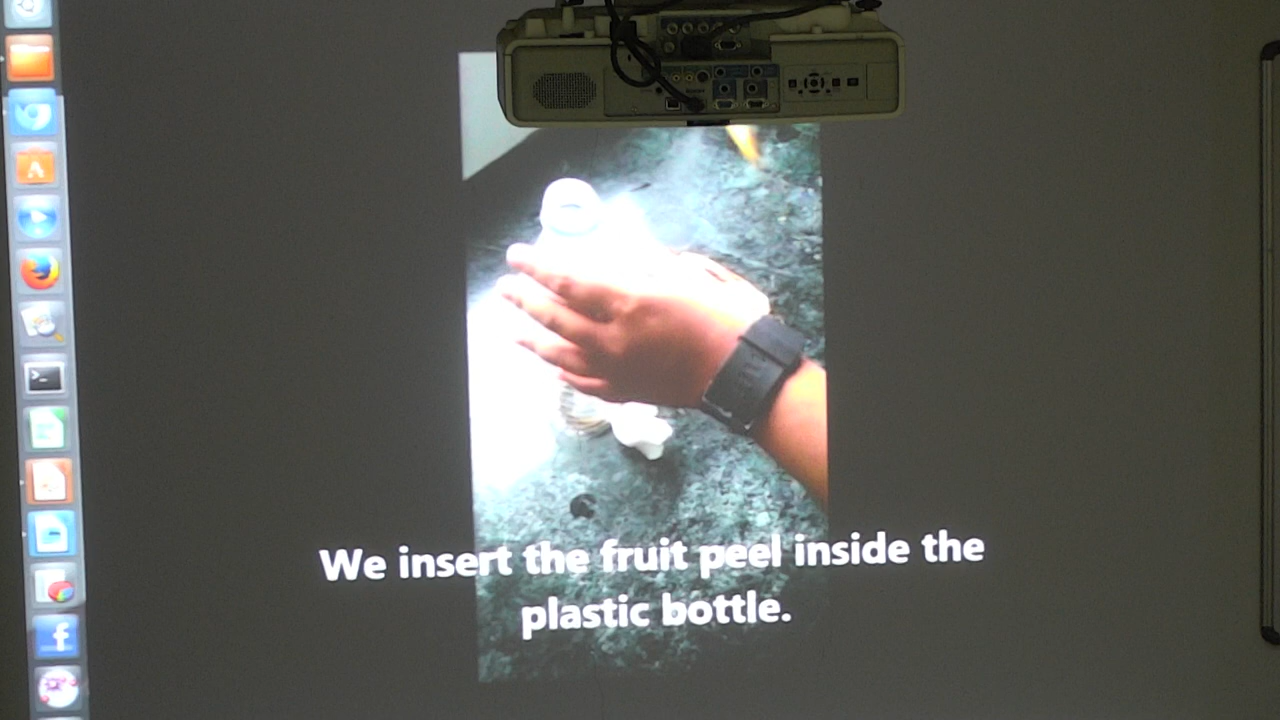 We insert the fruit peel inside the
plastic bottle.